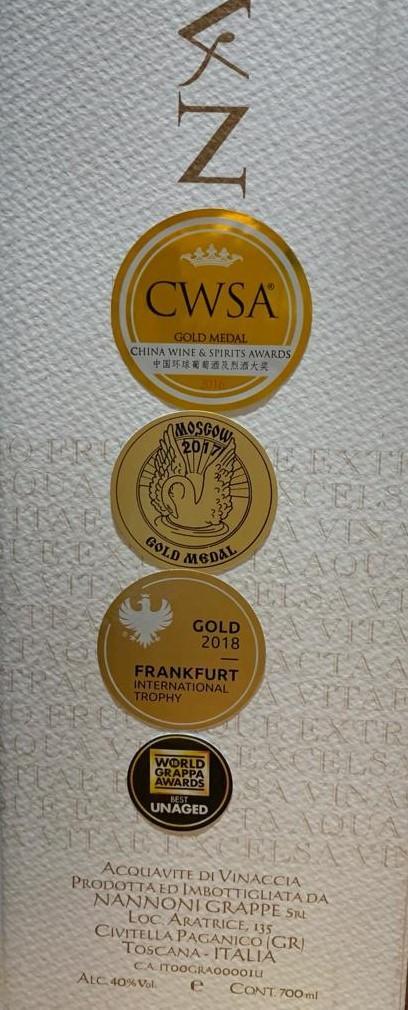 N
CWSA®
GOLD MEDAL
CHINA WINE & SPIRITS AWARDS
中国环球葡萄酒及烈酒大奖
2016
MOSCOW
2017
GOLD MEDAL
GOLD
2018
FRANKFURT
INTERNATIONAL
TROPHY
WORLD
GRAPPA
AWARDS
BEST
UNAGED
ACQUAVITE DI VINACCIA
PRODOTTA ED IMBOTTIGLIATA DA
NANNONI GRAPPE SRL
LOC. ARATRICE, 135
CIVITELLA PAGANICO (GR)
TOSCANA - ITALIA
C.A. IT00GRA00001U
ALC. 40% Vol. e CONT. 700 ml